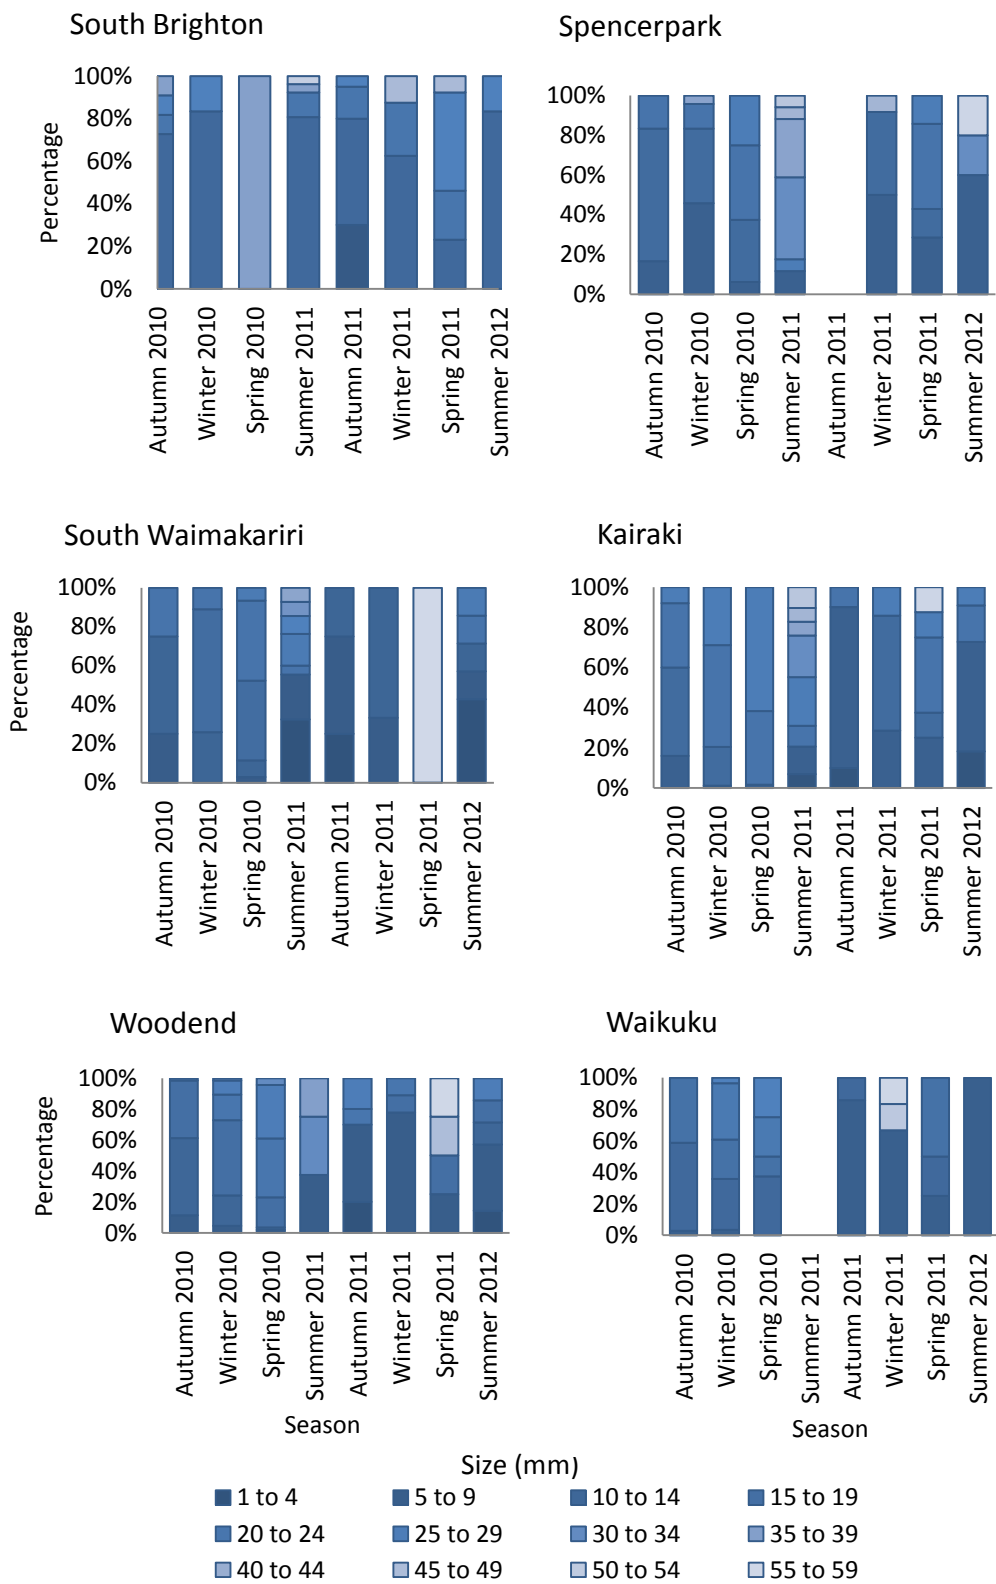 South Brighton
Percentage
100%
80%
60%
40%
20%
0%
Autumn 2010
Winter 2010
Spring 2010
Summer 2011
Autumn 2011
Winter 2011
Spring 2011
Summer 2012
Spencerpark
100%
80%
60%
40%
20%
0%
Autumn 2010
Winter 2010
Spring 2010
Summer 2011
Autumn 2011
Winter 2011
Spring 2011
Summer 2012
South Waimakariri
Percentage
100%
80%
60%
40%
20%
0%
Autumn 2010
Winter 2010
Spring 2010
Summer 2011
Autumn 2011
Winter 2011
Spring 2011
Summer 2012
Kairaki
100%
80%
60%
40%
20%
0%
Autumn 2010
Winter 2010
Spring 2010
Summer 2011
Autumn 2011
Winter 2011
Spring 2011
Summer 2012
Woodend
Percentage
100%
80%
60%
40%
20%
0%
Autumn 2010
Winter 2010
Spring 2010
Summer 2011
Autumn 2011
Winter 2011
Spring 2011
Summer 2012
Season
Waikuku
100%
80%
60%
40%
20%
0%
Autumn 2010
Winter 2010
Spring 2010
Summer 2011
Autumn 2011
Winter 2011
Spring 2011
Summer 2012
Season
Size (mm)
1 to 4 5 to 9 10 to 14 15 to 19
20 to 24 25 to 29 30 to 34 35 to 39
40 to 44 45 to 49 50 to 54 55 to 59